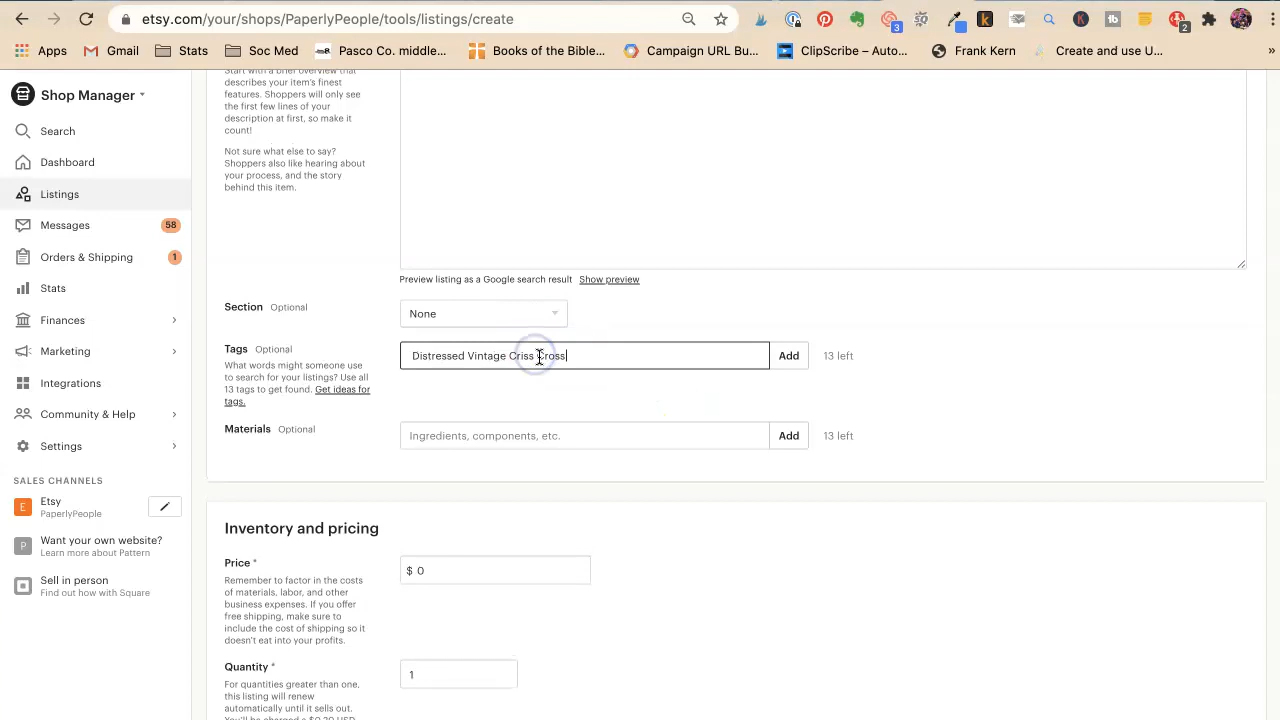 etsy.com/your/shops/PaperlyPeople/tools/listings/create
3
2
Apps
Gmail
Stats
Soc Med
Pasco Co. middle...
Books of the Bible...
Campaign URL Bu...
ClipScribe – Auto...
Frank Kern
Create and use U...
»
Shop Manager
Search
Dashboard
Listings
Messages
58
Orders & Shipping
1
Stats
Finances
Marketing
Integrations
Community & Help
Settings
SALES CHANNELS
E
Etsy
PaperlyPeople
P
Want your own website?
Learn more about Pattern
Sell in person
Find out how with Square
Start with a brief overview that
describes your item's finest
features. Shoppers will only see
the first few lines of your
description at first, so make it
count!
Not sure what else to say?
Shoppers also like hearing about
your process, and the story
behind this item.
Preview listing as a Google search result Show preview
Section Optional
None
Tags Optional
What words might someone use
to search for your listings? Use all
13 tags to get found. Get ideas for
tags.
Distressed Vintage Criss Cross
Add
13 left
Materials Optional
Ingredients, components, etc.
Add
13 left
Inventory and pricing
Price *
Remember to factor in the costs
of materials, labor, and other
business expenses. If you offer
free shipping, make sure to
include the cost of shipping so it
doesn't eat into your profits.
$ 0
Quantity *
For quantities greater than one,
this listing will renew
automatically until it sells out.
You'll be charged a $0.20 USD
1